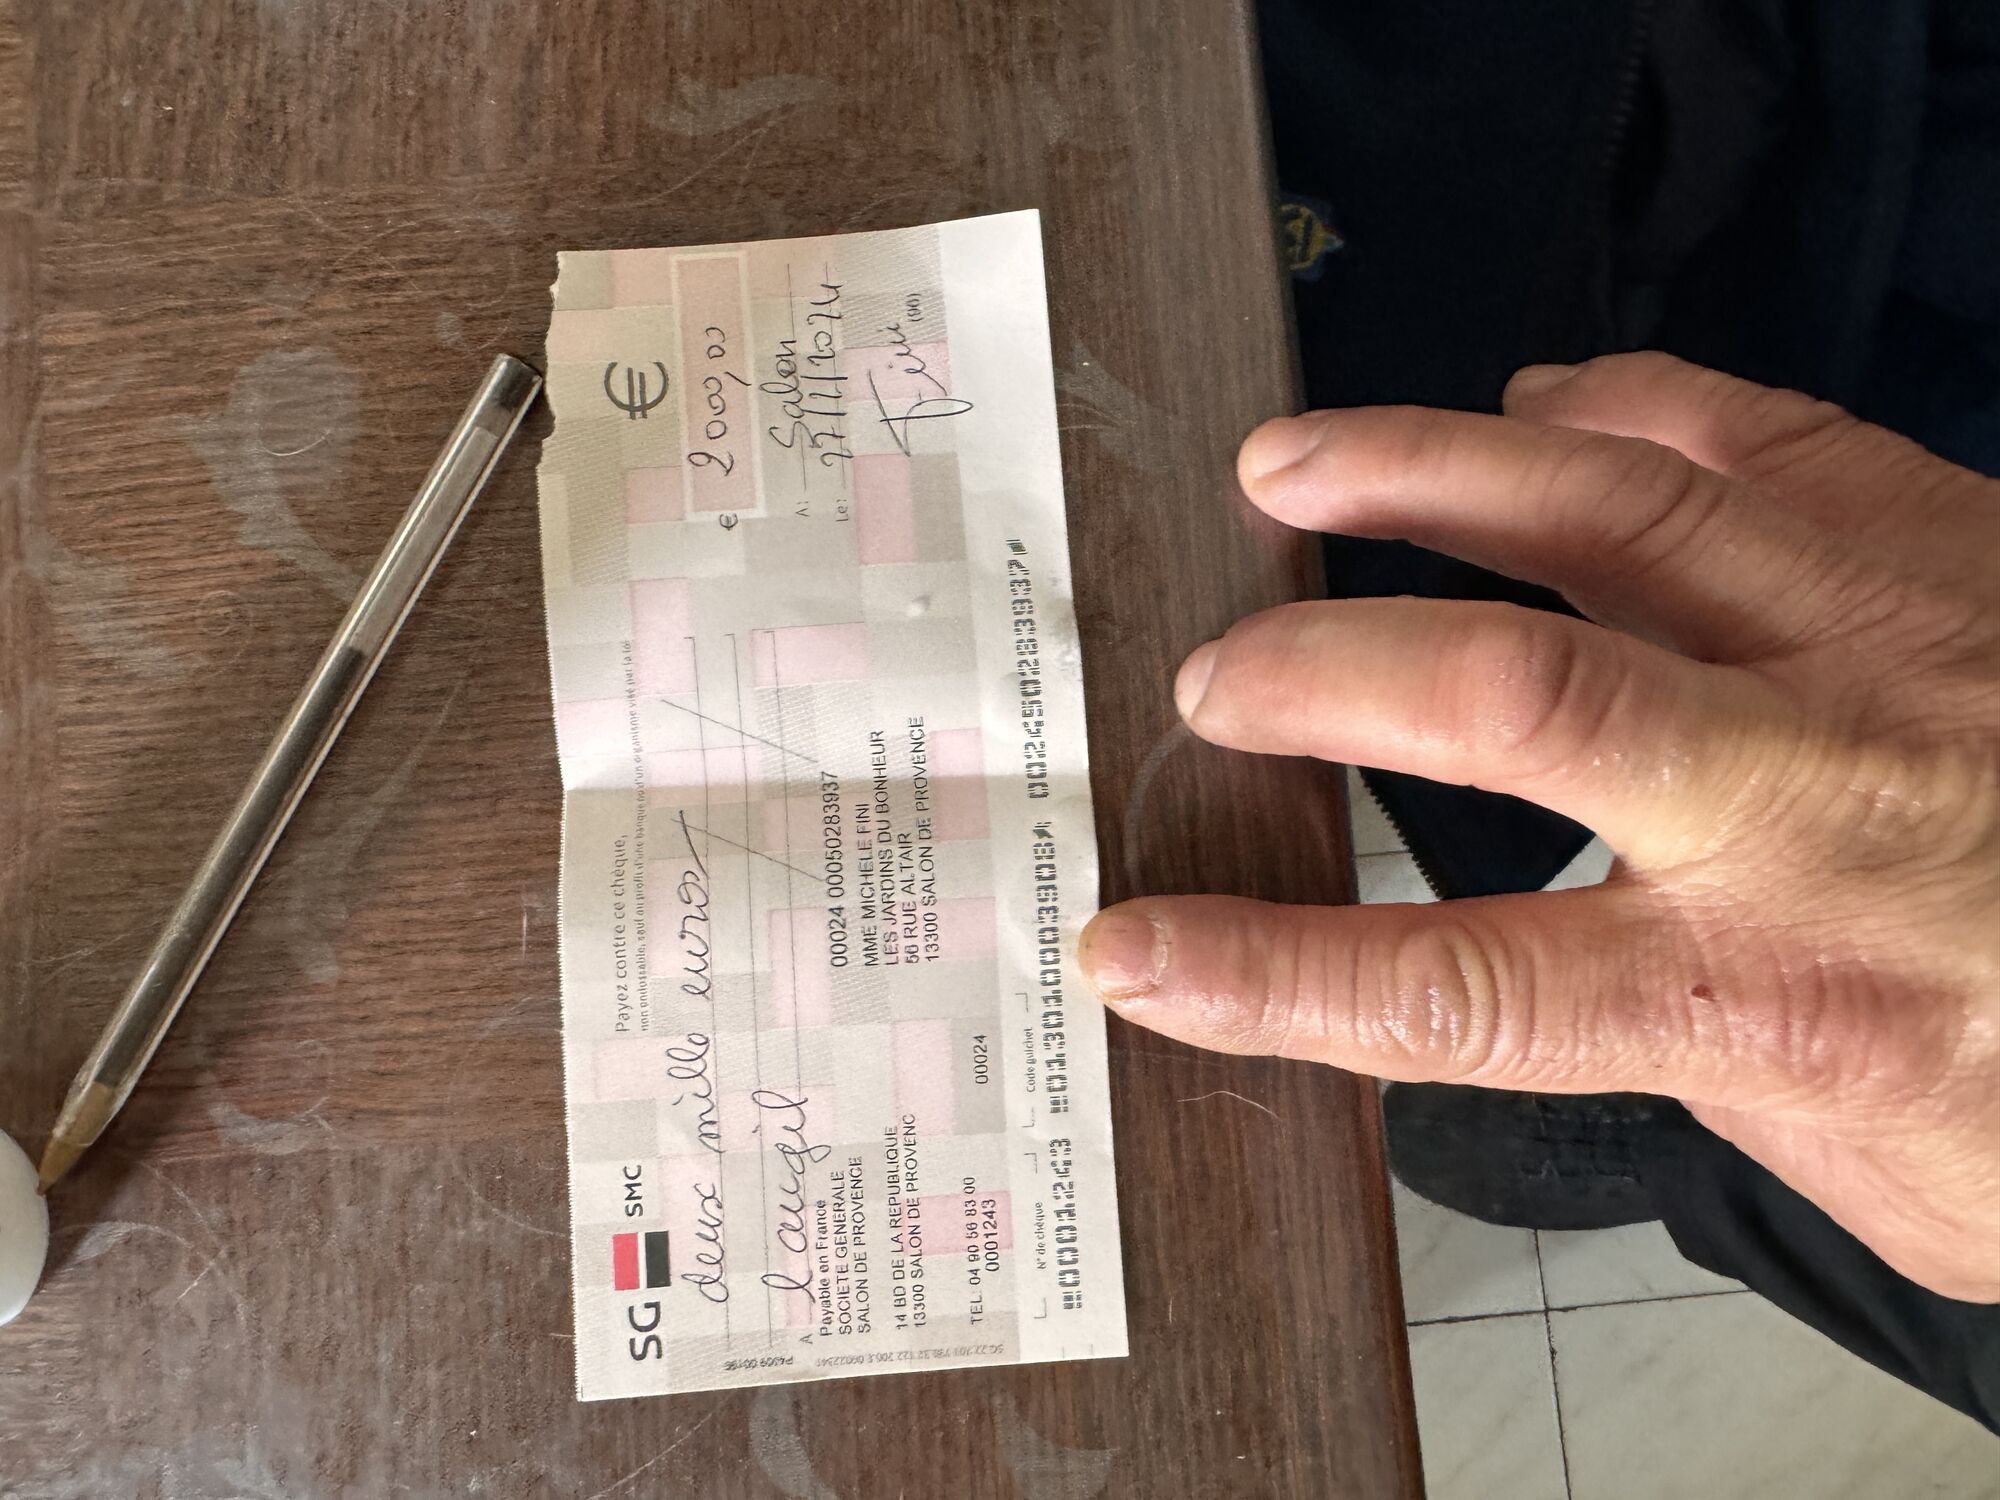 SG SMC
€
Payez contre ce chèque,
non endossable, sauf au profit d'une banque ou d'un organisme visé par la loi
deux mille euros
€ 2000,00
A
A: Salon
Le: 27/11/2024
Payable en France
SOCIETE GENERALE
SALON DE PROVENCE
14 BD DE LA REPUBLIQUE
13300 SALON DE PROVENC
TEL: 04 90 56 83 00
0001243
00024
00024 00050283937
MME MICHELE FINI
LES JARDINS DU BONHEUR
56 RUE ALTAIR
13300 SALON DE PROVENCE
Fini
(90)
N° de chèque
Code guichet